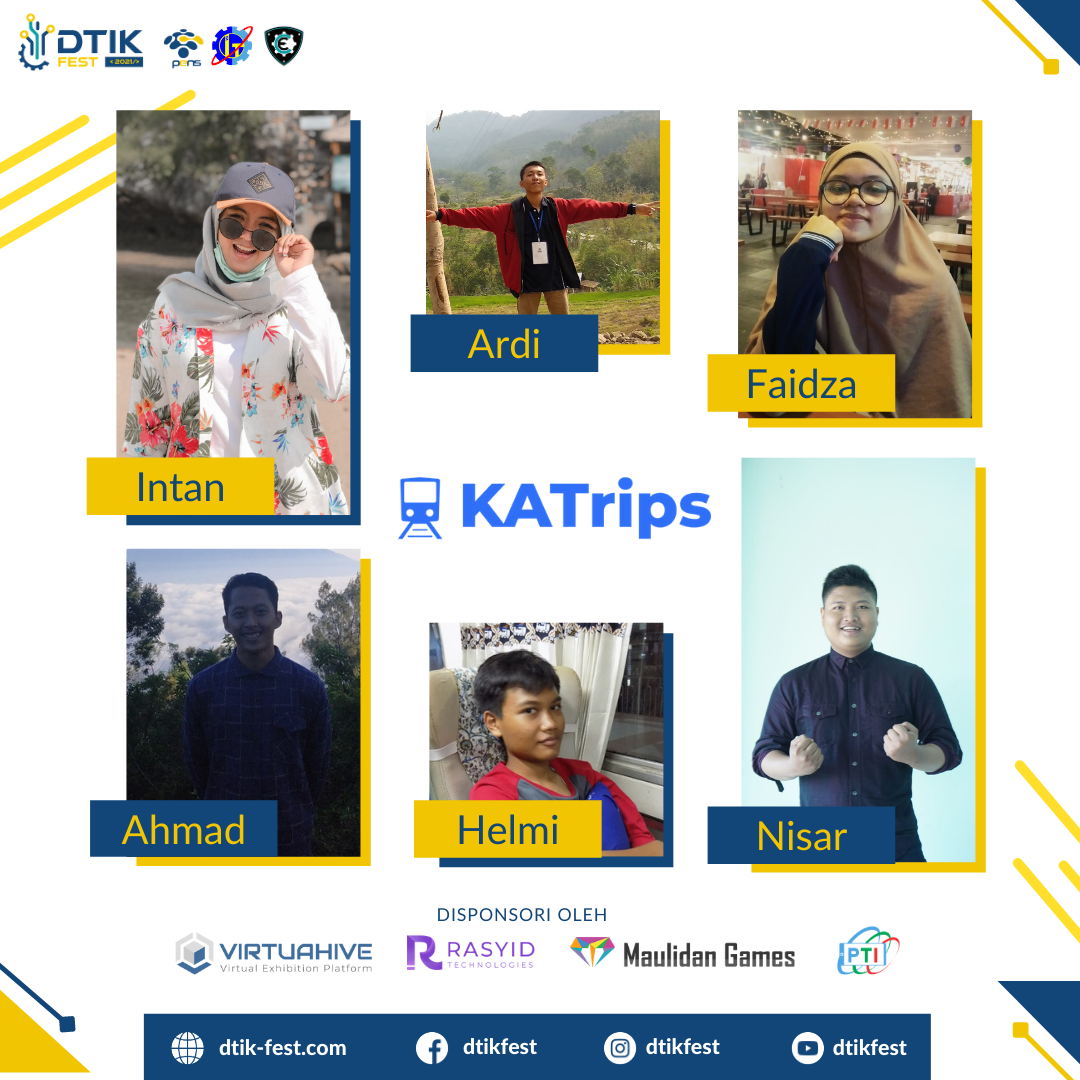 DTIK
FEST < 2021/>
pens
Intan
Ardi
Faidza
KATrips
Ahmad
Helmi
Nisar
DISPONSORI OLEH
VIRTUAHIVE
Virtual Exhibition Platform
RASYID
TECHNOLOGIES
Maulidan Games
PTI
dtik-fest.com
dtikfest
dtikfest
dtikfest